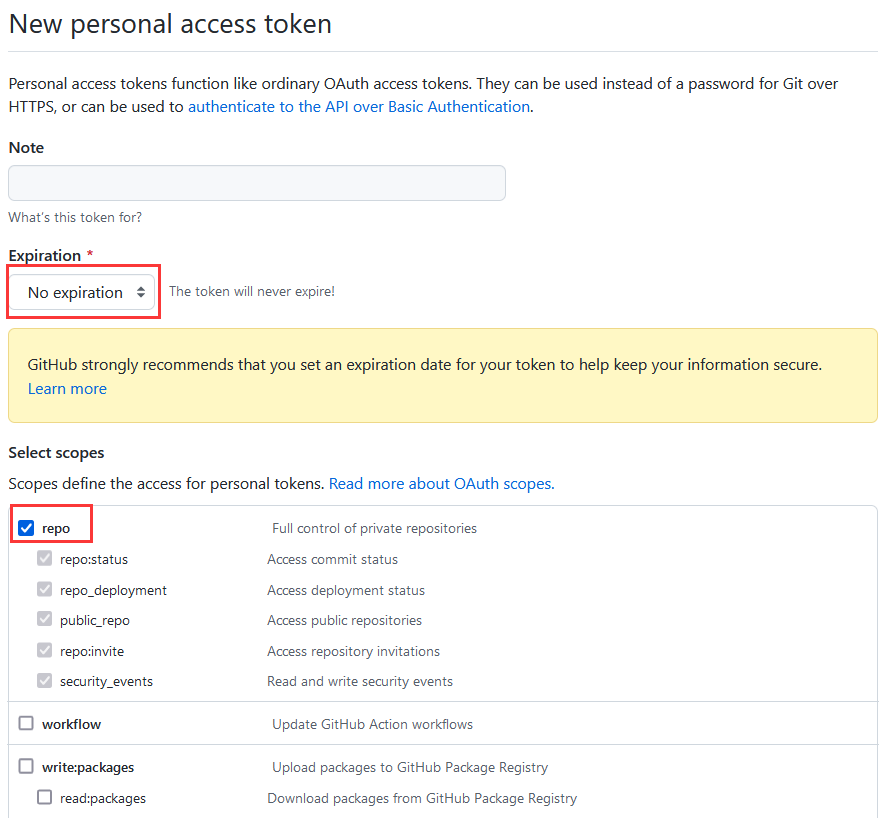 New personal access token
Personal access tokens function like ordinary OAuth access tokens. They can be used instead of a password for Git over
HTTPS, or can be used to authenticate to the API over Basic Authentication.
Note
What's this token for?
Expiration *
No expiration The token will never expire!
GitHub strongly recommends that you set an expiration date for your token to help keep your information secure.
Learn more
Select scopes
Scopes define the access for personal tokens. Read more about OAuth scopes.
repo Full control of private repositories
repo:status Access commit status
repo_deployment Access deployment status
public_repo Access public repositories
repo:invite Access repository invitations
security_events Read and write security events
workflow Update GitHub Action workflows
write:packages Upload packages to GitHub Package Registry
read:packages Download packages from GitHub Package Registry